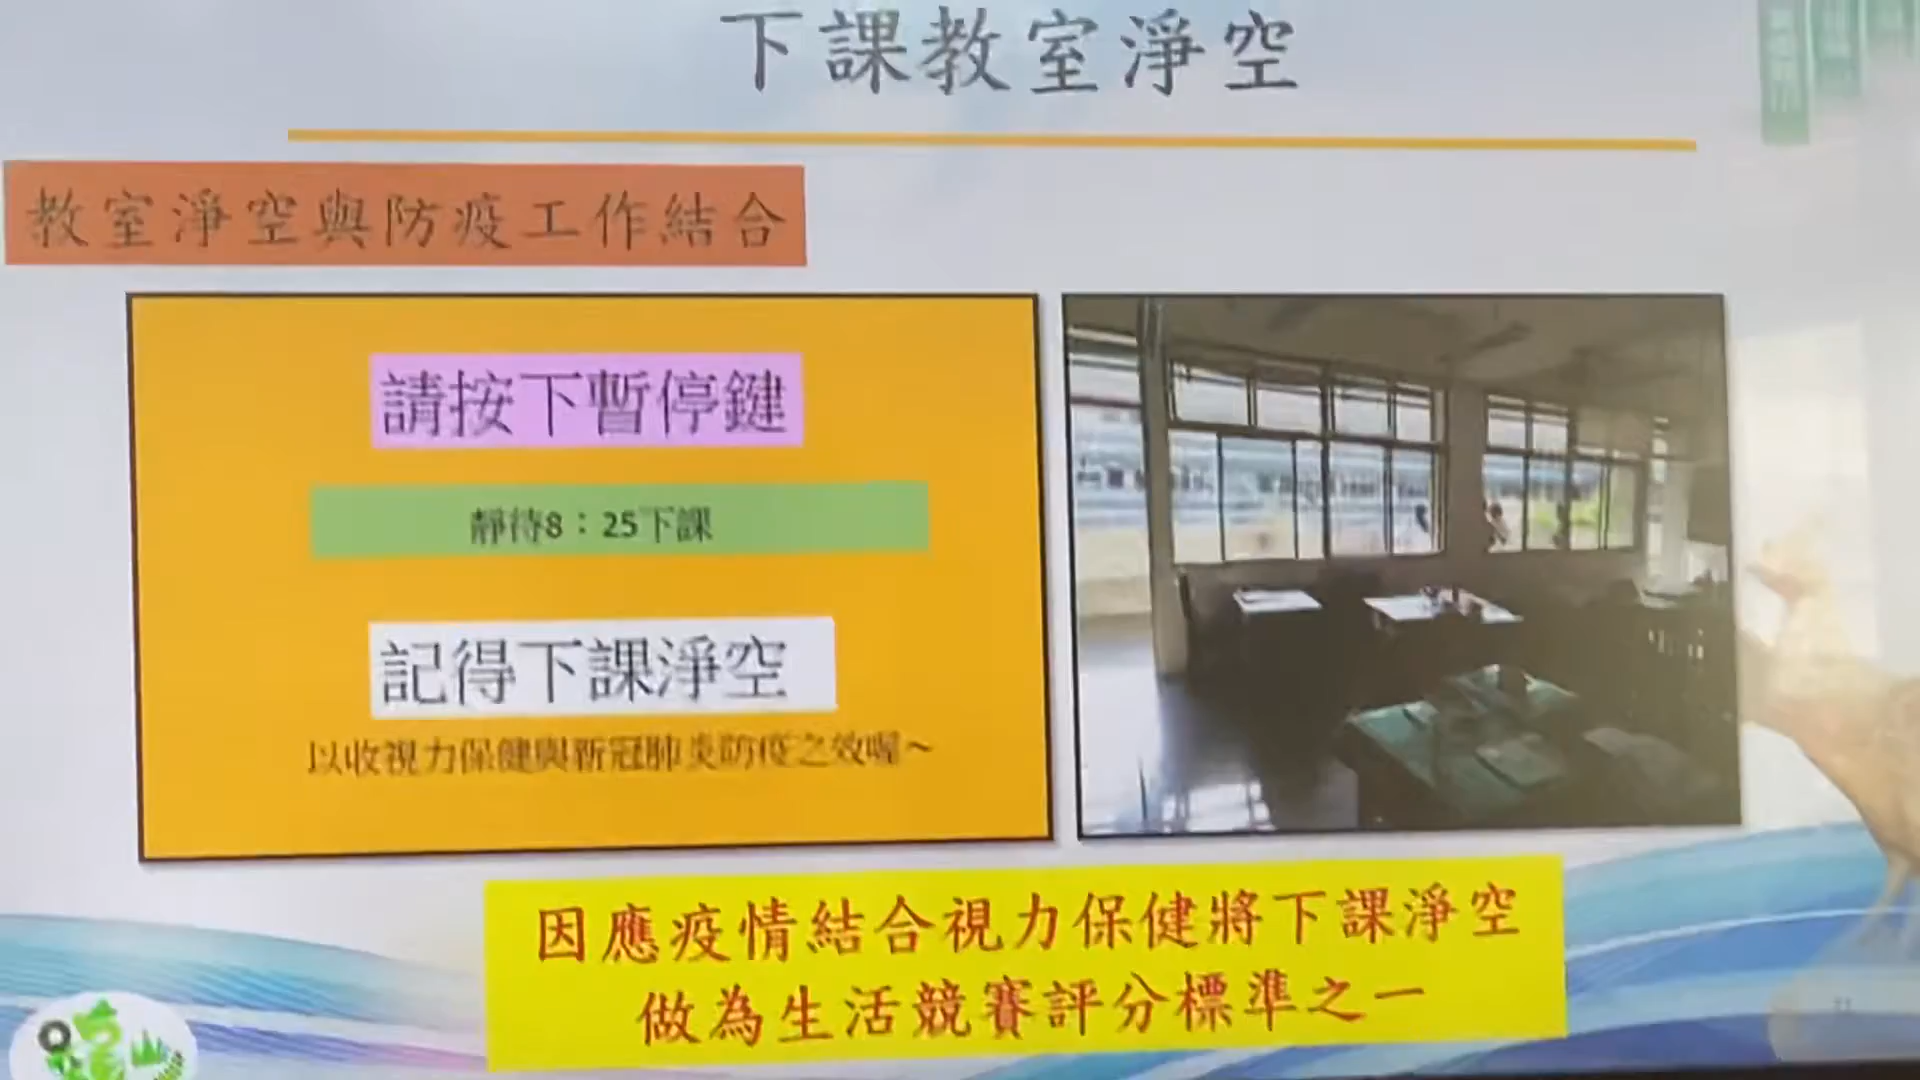 下課教室淨空
教室淨空與防疫工作結合
請按下暫停鍵
靜待8：25下課
記得下課淨空
以收視力保健與新冠肺炎防疫之效喔～
因應疫情結合視力保健將下課淨空
做為生活競賽評分標準之一